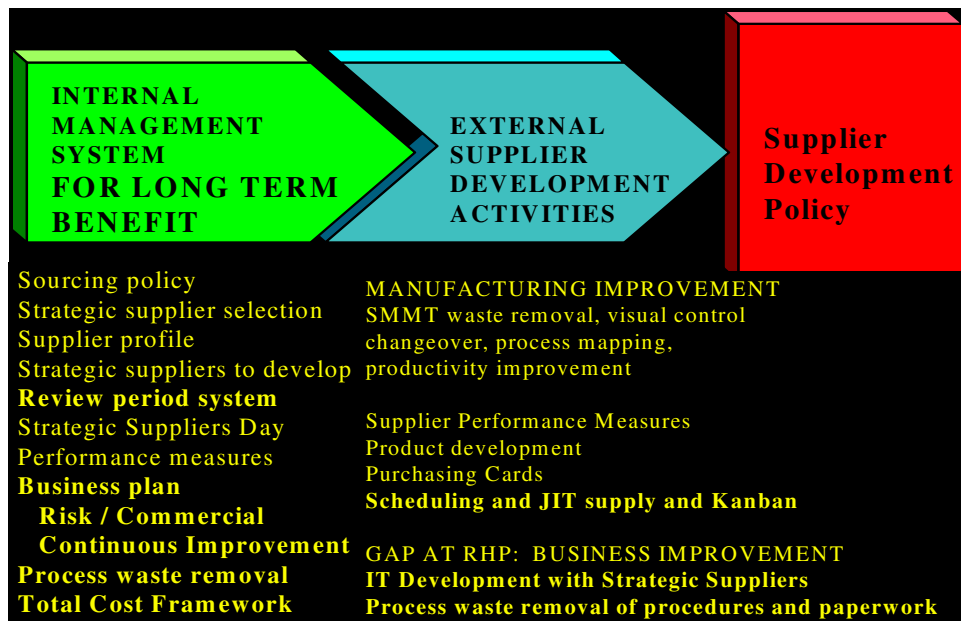 INTERNAL
MANAGEMENT
SYSTEM
FOR LONG TERM
BENEFIT
EXTERNAL
SUPPLIER
DEVELOPMENT
ACTIVITIES
Supplier
Development
Policy
Sourcing policy
Strategic supplier selection
Supplier profile
Strategic suppliers to develop
Review period system
Strategic Suppliers Day
Performance measures
Business plan
Risk / Commercial
Continuous Improvement
Process waste removal
Total Cost Framework
MANUFACTURING IMPROVEMENT
SMMT waste removal, visual control
changeover, process mapping,
productivity improvement
Supplier Performance Measures
Product development
Purchasing Cards
Scheduling and JIT supply and Kanban
GAP AT RHP: BUSINESS IMPROVEMENT
IT Development with Strategic Suppliers
Process waste removal of procedures and paperwork